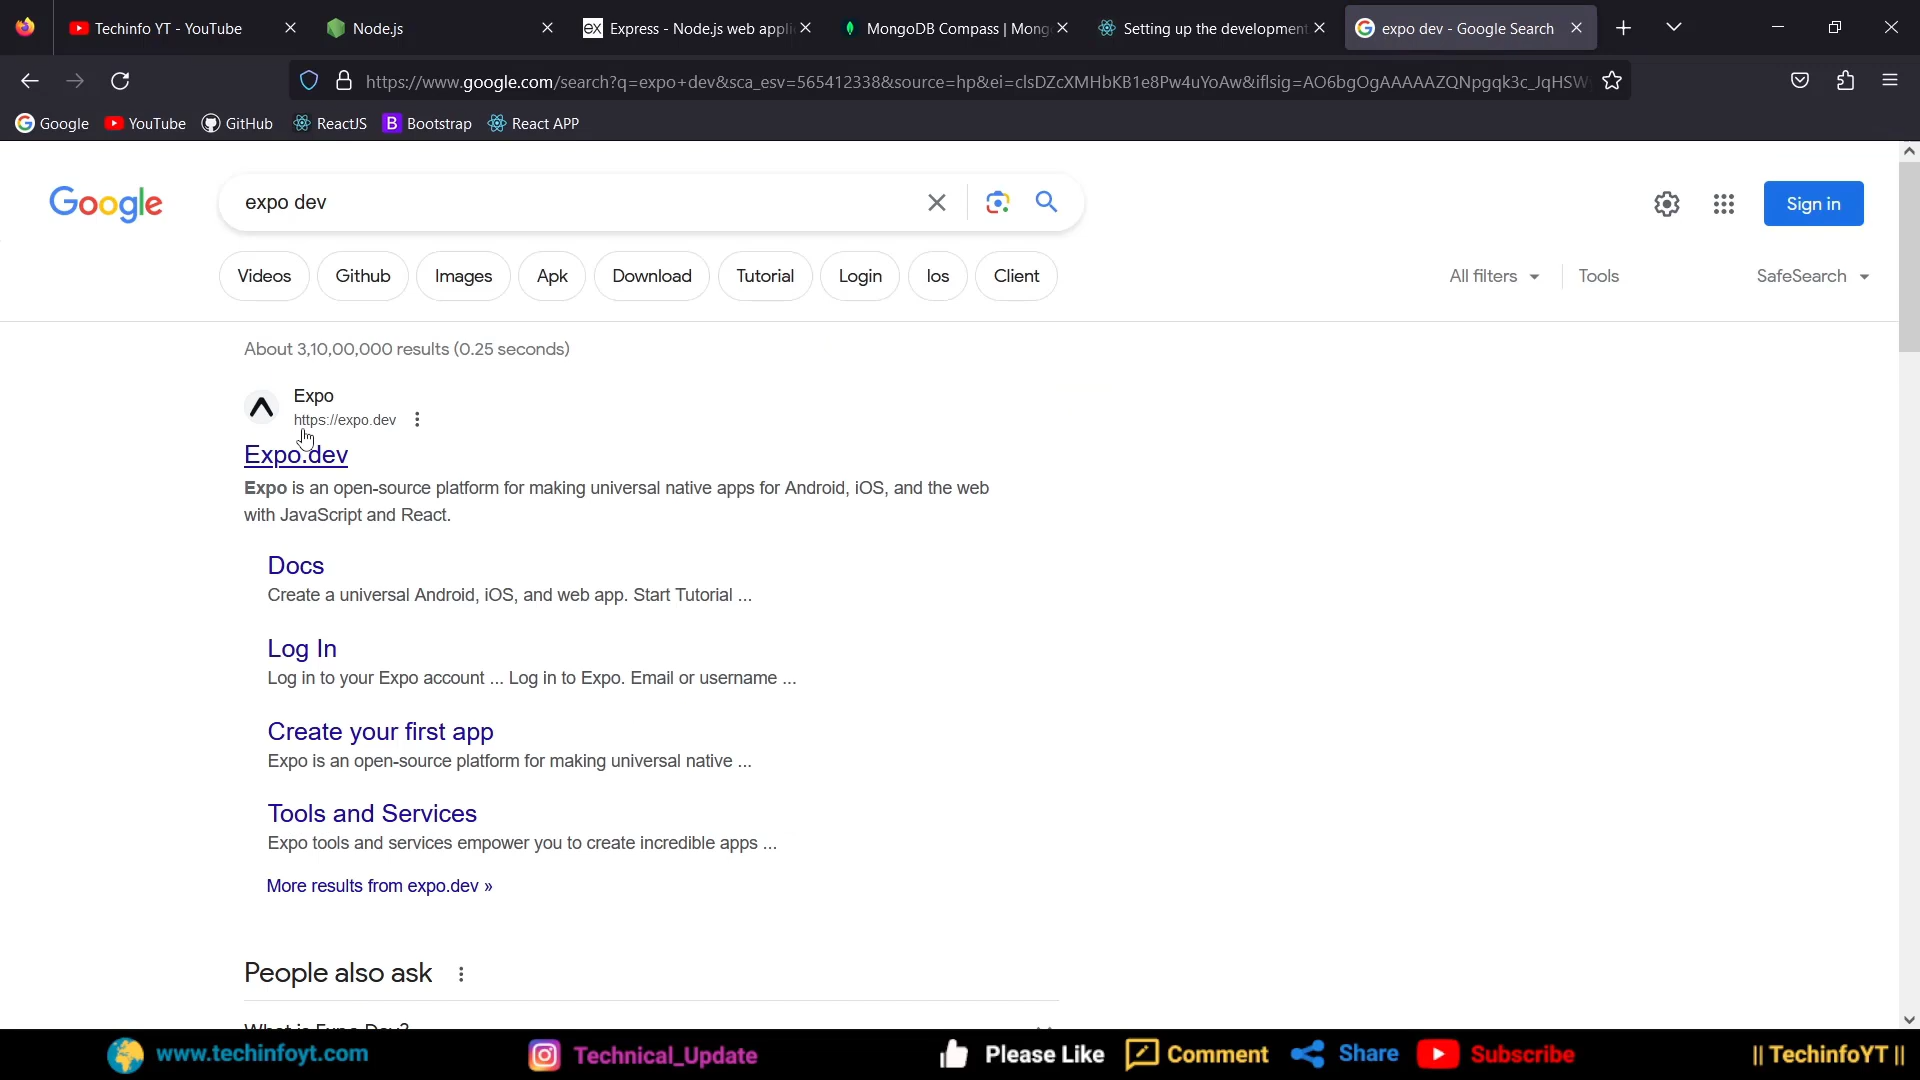 Techinfo YT - YouTube
Node.js
Express - Node.js web appli
MongoDB Compass | Mong
Setting up the development
expo dev - Google Search
https://www.google.com/search?q=expo+dev&sca_esv=565412338&source=hp&ei=clsDZcXMHbKB1e8Pw4uYoAw&iflsig=AO6bgOgAAAAAZQNpgqk3c_JqHSW
Google
YouTube
GitHub
ReactJS
B Bootstrap
React APP
Google
expo dev
Sign in
Videos
Github
Images
Apk
Download
Tutorial
Login
Ios
Client
All filters
Tools
SafeSearch
About 3,10,00,000 results (0.25 seconds)
Expo
https://expo.dev
Expo.dev
Expo is an open-source platform for making universal native apps for Android, iOS, and the web
with JavaScript and React.
Docs
Create a universal Android, iOS, and web app. Start Tutorial ...
Log In
Log in to your Expo account ... Log in to Expo. Email or username ...
Create your first app
Expo is an open-source platform for making universal native ...
Tools and Services
Expo tools and services empower you to create incredible apps ...
More results from expo.dev »
People also ask
What is Expo Dev?
www.techinfoyt.com
Technical_Update
Please Like
Comment
Share
Subscribe
|| TechinfoYT ||